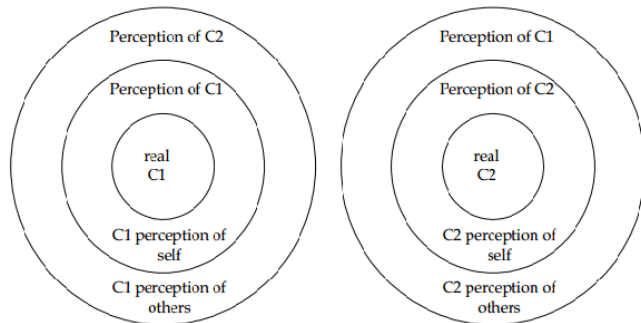 Perception of C2
Perception of C1
real
C1
C1 perception of
self
C1 perception of
others
Perception of C1
Perception of C2
real
C2
C2 perception of
self
C2 perception of
others